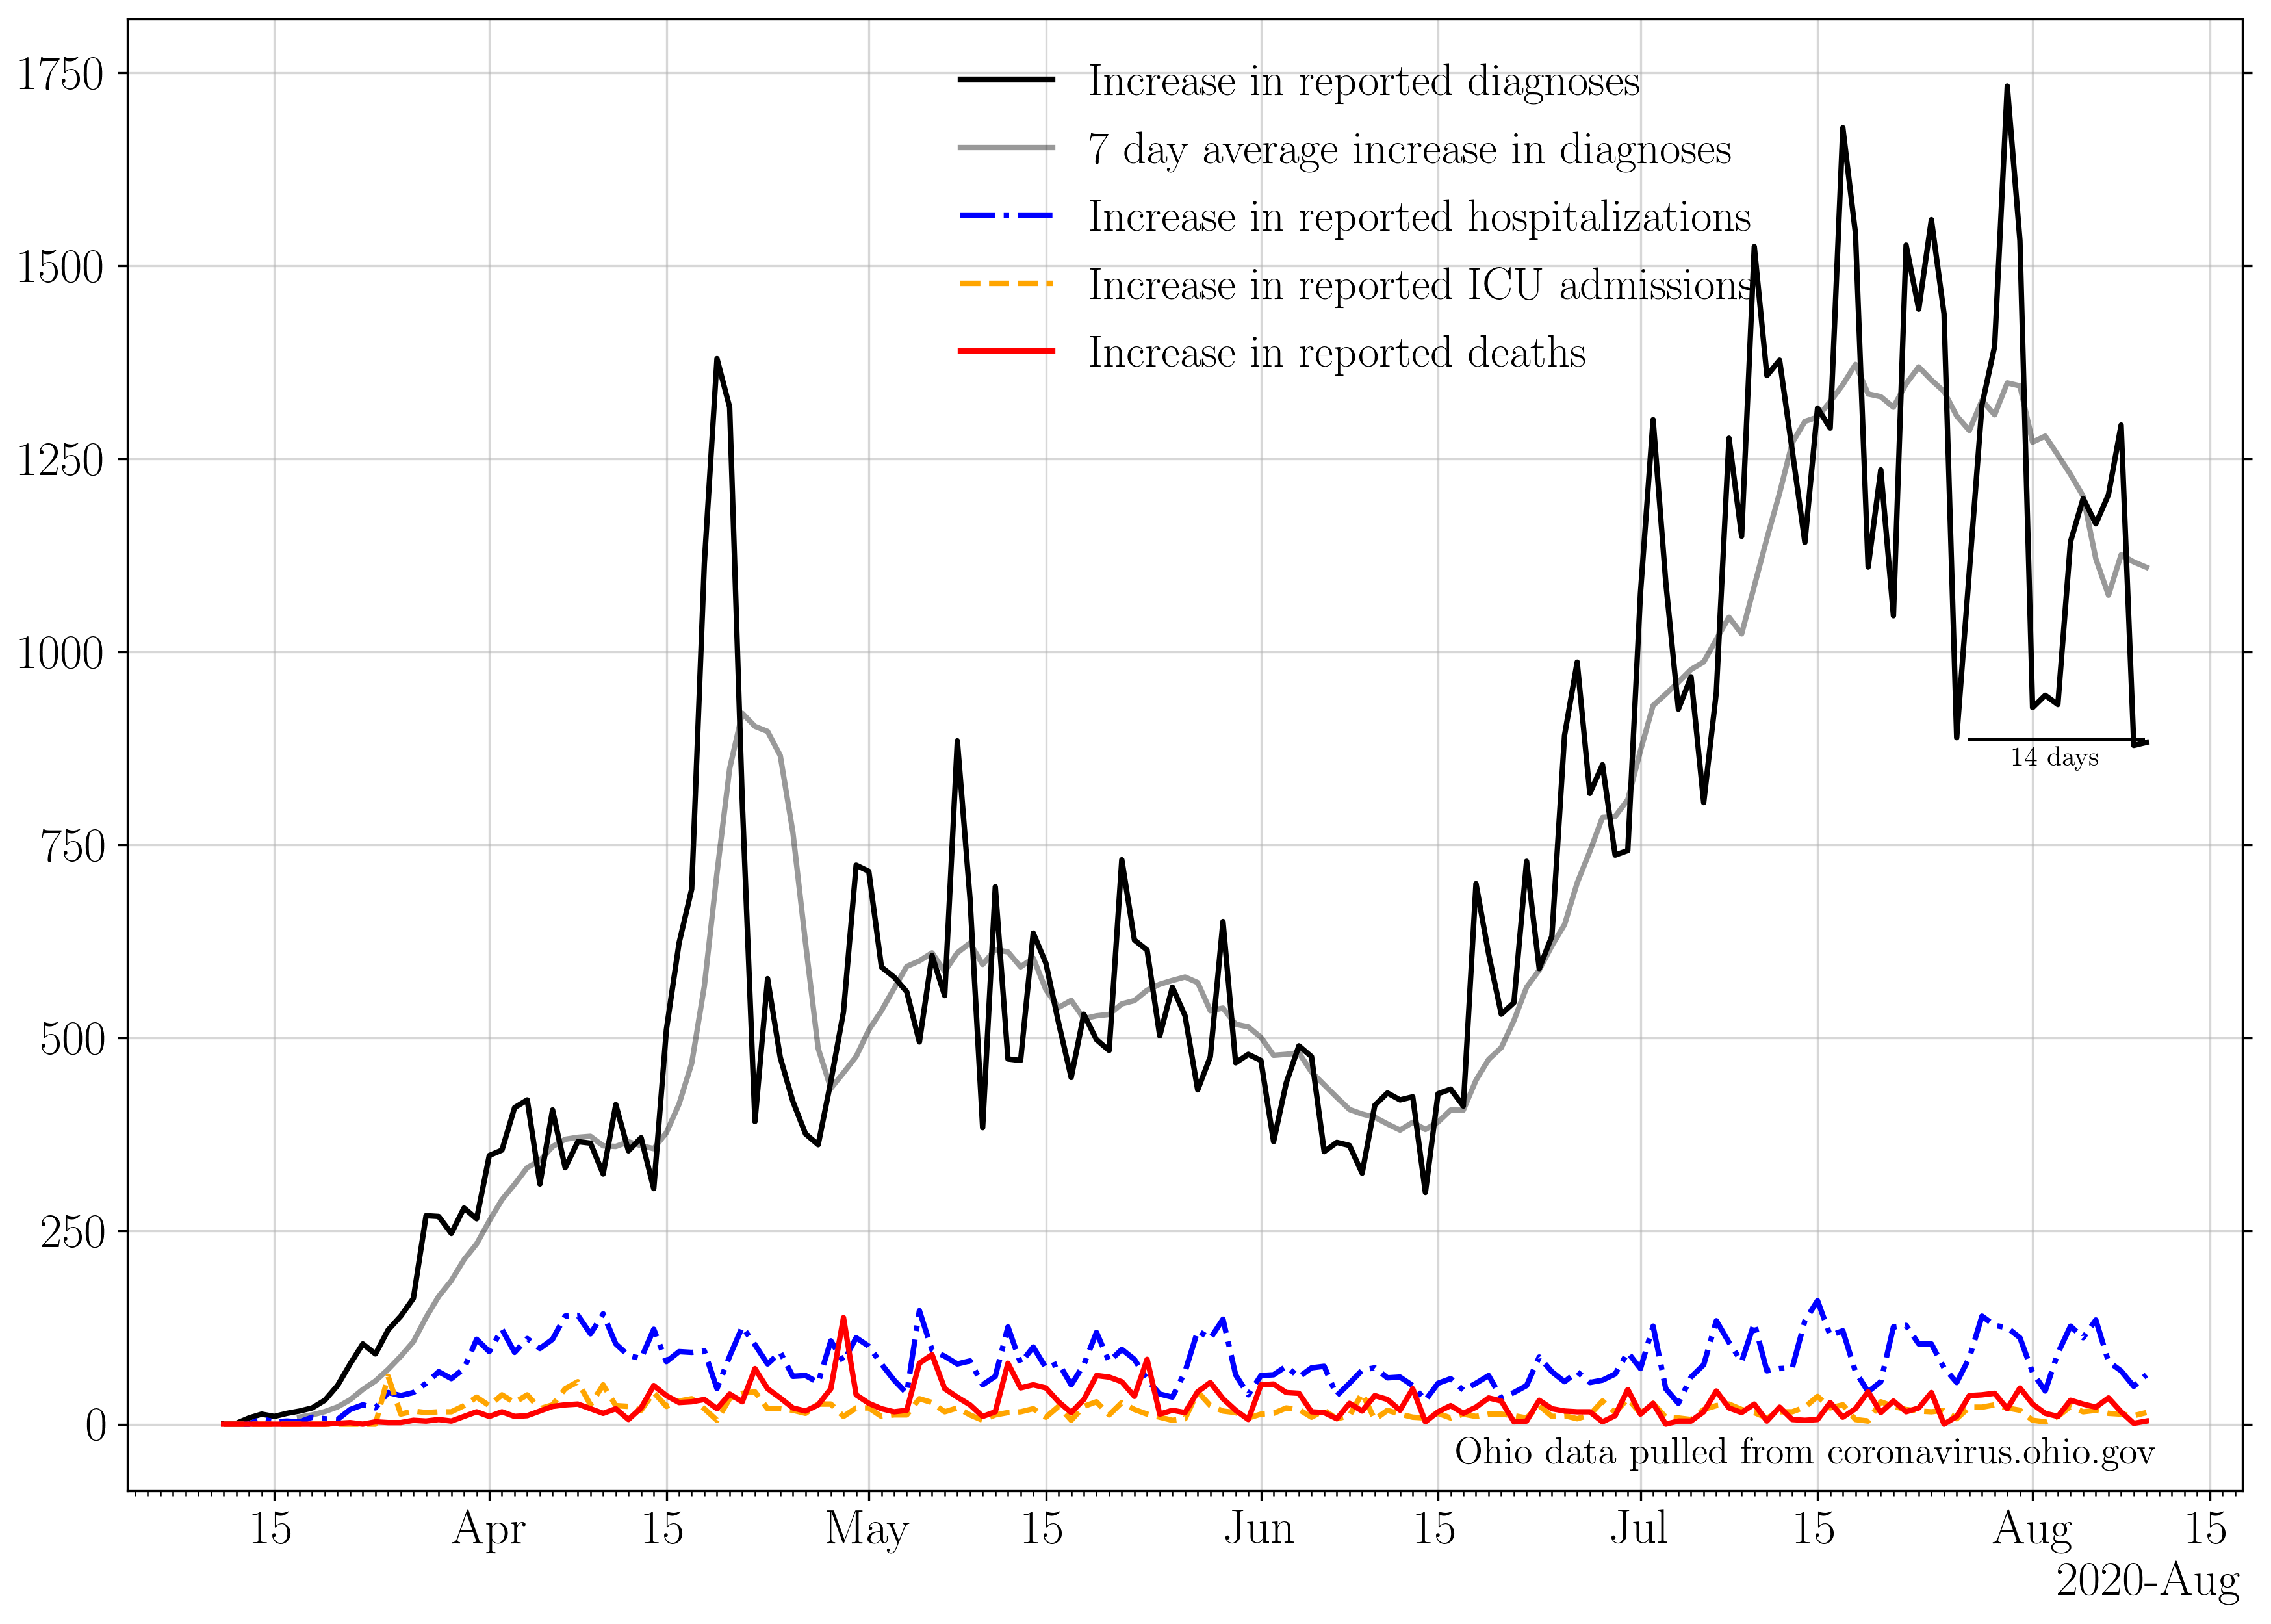 1750
1500
1250
1000
750
500
250
0
Increase in reported diagnoses
7 day average increase in diagnoses
Increase in reported hospitalizations
Increase in reported ICU admissions
Increase in reported deaths
14 days
Ohio data pulled from coronavirus.ohio.gov
15 Apr 15 May 15 Jun 15 Jul 15 Aug 15
2020-Aug